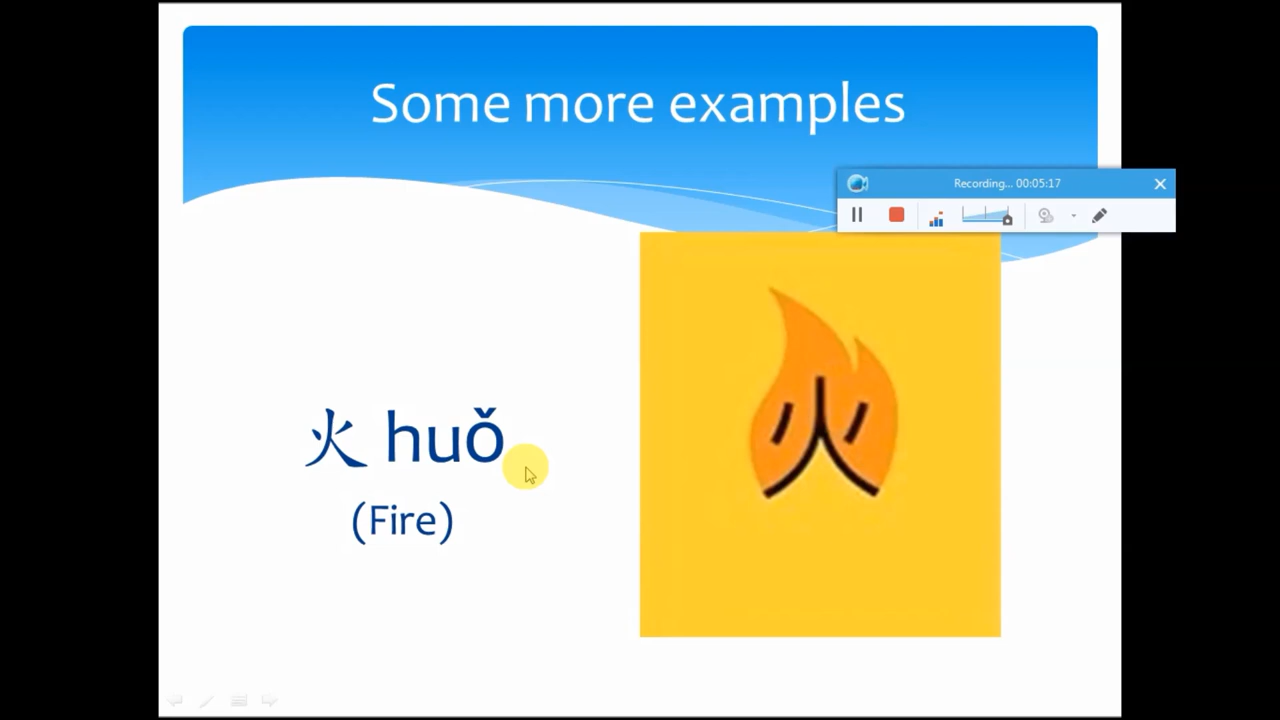 Some more examples
Recording... 00:05:17
火 huǒ
(Fire)
火